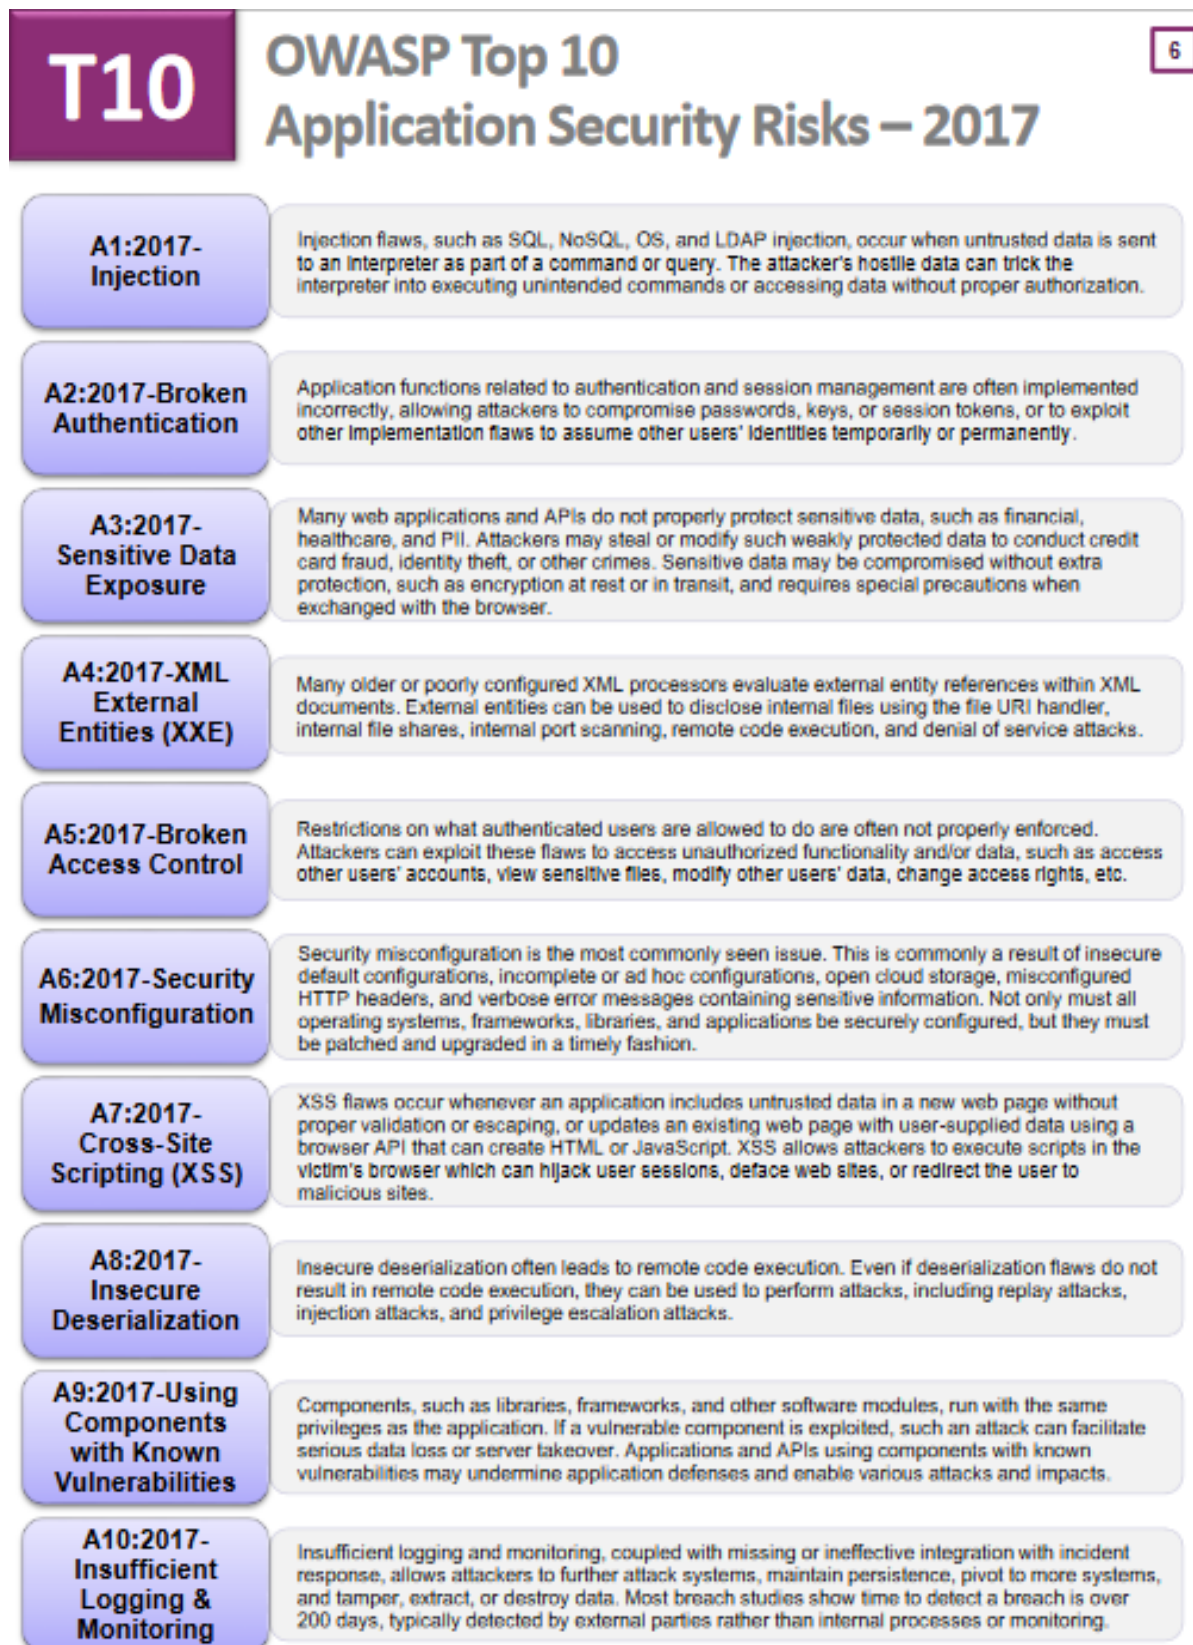 T10
OWASP Top 10
Application Security Risks – 2017
6
A1:2017-
Injection
Injection flaws, such as SQL, NoSQL, OS, and LDAP injection, occur when untrusted data is sent
to an interpreter as part of a command or query. The attacker's hostile data can trick the
interpreter into executing unintended commands or accessing data without proper authorization.
A2:2017-Broken
Authentication
Application functions related to authentication and session management are often implemented
incorrectly, allowing attackers to compromise passwords, keys, or session tokens, or to exploit
other implementation flaws to assume other users' identities temporarily or permanently.
A3:2017-
Sensitive Data
Exposure
Many web applications and APIs do not properly protect sensitive data, such as financial,
healthcare, and PII. Attackers may steal or modify such weakly protected data to conduct credit
card fraud, identity theft, or other crimes. Sensitive data may be compromised without extra
protection, such as encryption at rest or in transit, and requires special precautions when
exchanged with the browser.
A4:2017-XML
External
Entities (XXE)
Many older or poorly configured XML processors evaluate external entity references within XML
documents. External entities can be used to disclose internal files using the file URI handler,
internal file shares, internal port scanning, remote code execution, and denial of service attacks.
A5:2017-Broken
Access Control
Restrictions on what authenticated users are allowed to do are often not properly enforced.
Attackers can exploit these flaws to access unauthorized functionality and/or data, such as access
other users' accounts, view sensitive files, modify other users' data, change access rights, etc.
A6:2017-Security
Misconfiguration
Security misconfiguration is the most commonly seen issue. This is commonly a result of insecure
default configurations, incomplete or ad hoc configurations, open cloud storage, misconfigured
HTTP headers, and verbose error messages containing sensitive information. Not only must all
operating systems, frameworks, libraries, and applications be securely configured, but they must
be patched and upgraded in a timely fashion.
A7:2017-
Cross-Site
Scripting (XSS)
XSS flaws occur whenever an application includes untrusted data in a new web page without
proper validation or escaping, or updates an existing web page with user-supplied data using a
browser API that can create HTML or JavaScript. XSS allows attackers to execute scripts in the
victim's browser which can hijack user sessions, deface web sites, or redirect the user to
malicious sites.
A8:2017-
Insecure
Deserialization
Insecure deserialization often leads to remote code execution. Even if deserialization flaws do not
result in remote code execution, they can be used to perform attacks, including replay attacks,
injection attacks, and privilege escalation attacks.
A9:2017-Using
Components
with Known
Vulnerabilities
Components, such as libraries, frameworks, and other software modules, run with the same
privileges as the application. If a vulnerable component is exploited, such an attack can facilitate
serious data loss or server takeover. Applications and APIs using components with known
vulnerabilities may undermine application defenses and enable various attacks and impacts.
A10:2017-
Insufficient
Logging &
Monitoring
Insufficient logging and monitoring, coupled with missing or ineffective integration with incident
response, allows attackers to further attack systems, maintain persistence, pivot to more systems,
and tamper, extract, or destroy data. Most breach studies show time to detect a breach is over
200 days, typically detected by external parties rather than internal processes or monitoring.